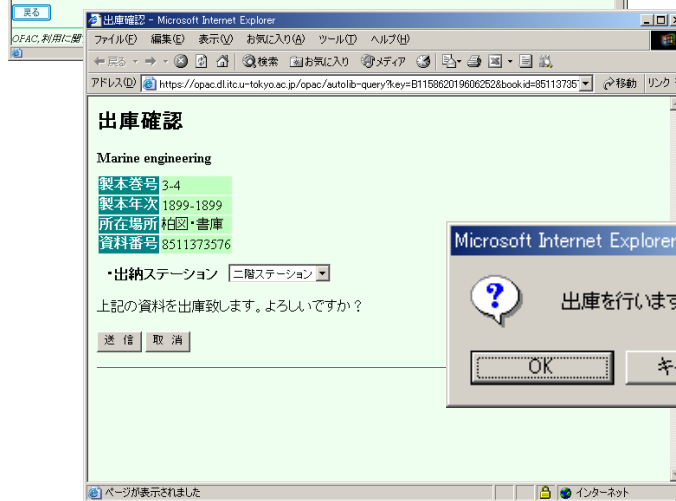 戻る
OPAC,利用に関
出庫確認 - Microsoft Internet Explorer
ファイル(F) 編集(E) 表示(V) お気に入り(A) ツール(T) ヘルプ(H)
戻る
検索 お気に入り メディア
アドレス(D) https://opac.dl.itc.u-tokyo.ac.jp/opac/autolib-query?key=B115862019606252&bookid=85113735 移動 リンク
出庫確認
Marine engineering
製本巻号 3-4
製本年次 1899-1899
所在場所 柏図・書庫
資料番号 8511373576
・出納ステーション 二階ステーション
上記の資料を出庫致します。よろしいですか?
送 信 取 消
Microsoft Internet Explorer
出庫を行います
OK キ
ページが表示されました インターネット